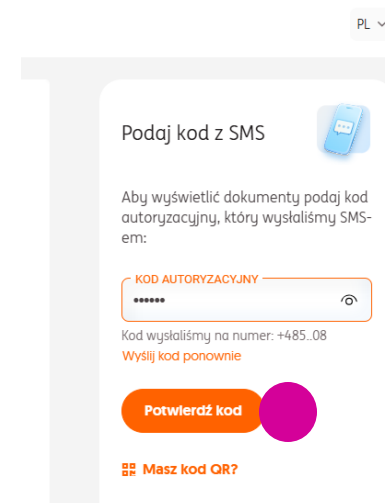 PL
Podaj kod z SMS
Aby wyświetlić dokumenty podaj kod
autoryzacyjny, który wysłaliśmy SMS-
em:
KOD AUTORYZACYJNY
••••••
Kod wysłaliśmy na numer: +485..08
Wyślij kod ponownie
Potwierdź kod
Masz kod QR?